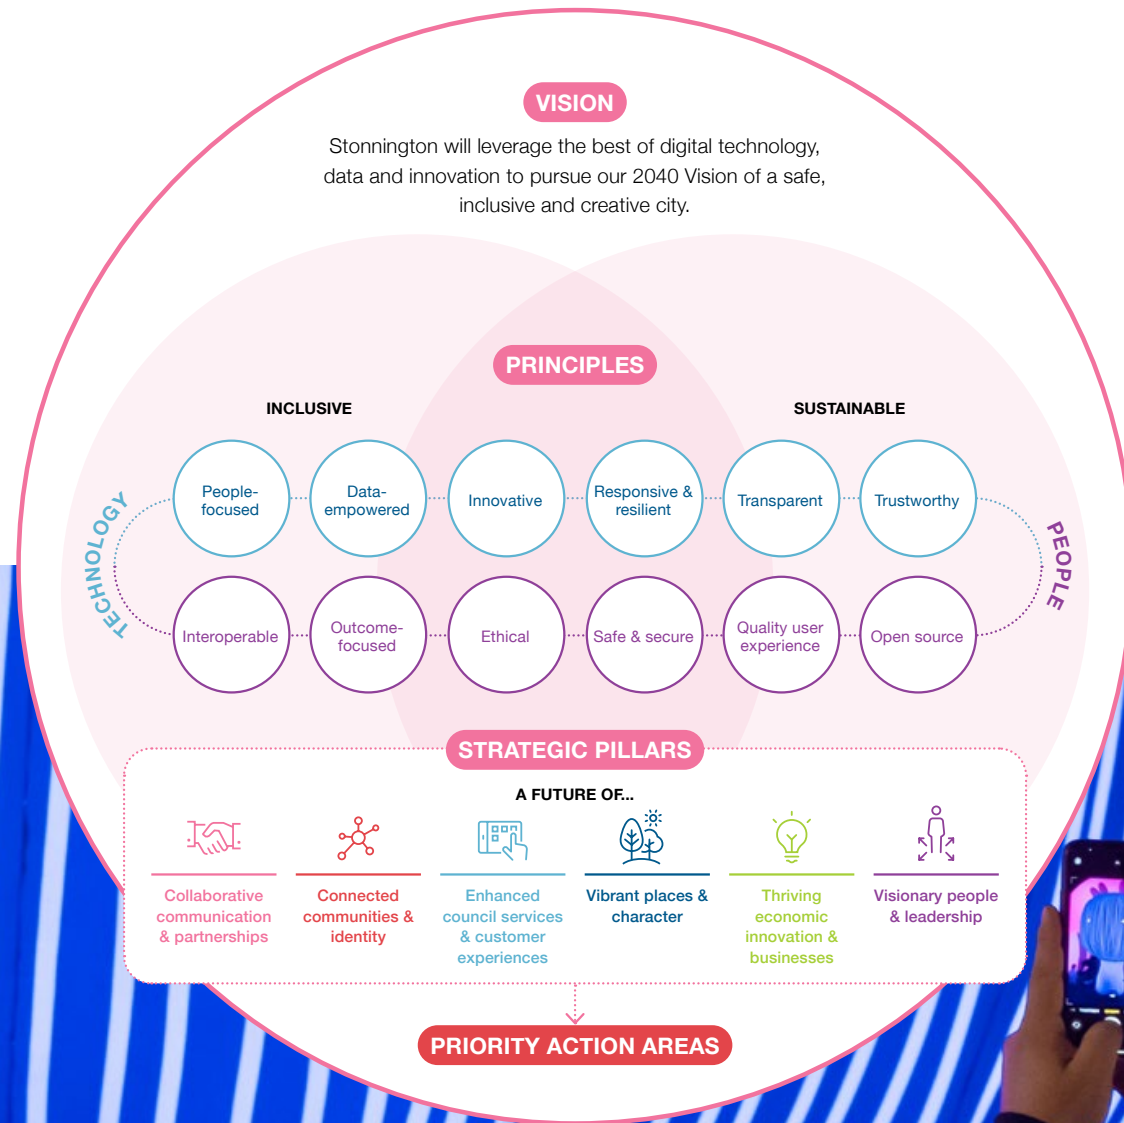 VISION
Stonnington will leverage the best of digital technology,
data and innovation to pursue our 2040 Vision of a safe,
inclusive and creative city.
PRINCIPLES
INCLUSIVE
SUSTAINABLE
TECHNOLOGY
People-
focused
Data-
empowered
Innovative
Responsive &
resilient
Transparent
Trustworthy
PEOPLE
Interoperable
Outcome-
focused
Ethical
Safe & secure
Quality user
experience
Open source
STRATEGIC PILLARS
A FUTURE OF...
Collaborative
communication
& partnerships
Connected
communities &
identity
Enhanced
council services
& customer
experiences
Vibrant places &
character
Thriving
economic
innovation &
businesses
Visionary people
& leadership
PRIORITY ACTION AREAS